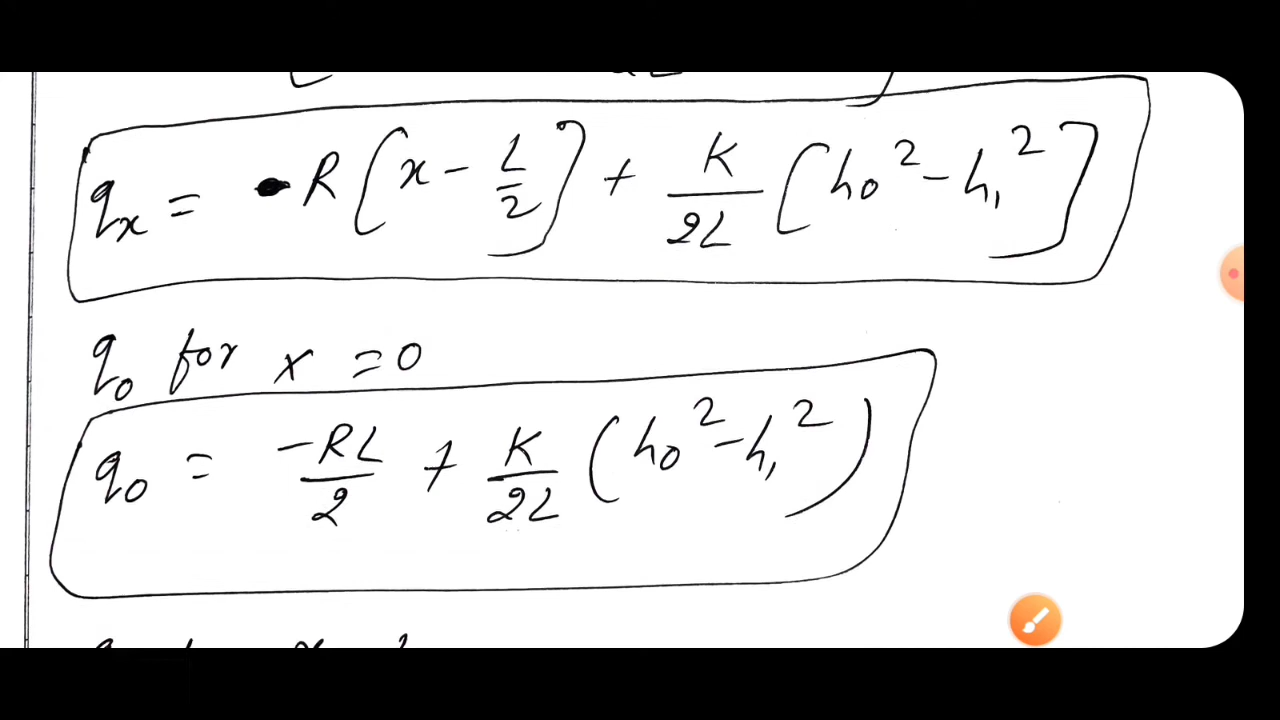 qx = R[x - L/2] + K/2L [h0² - h1²]
q0 for x = 0
q0 = -RL/2 + K/2L (h0² - h1²)